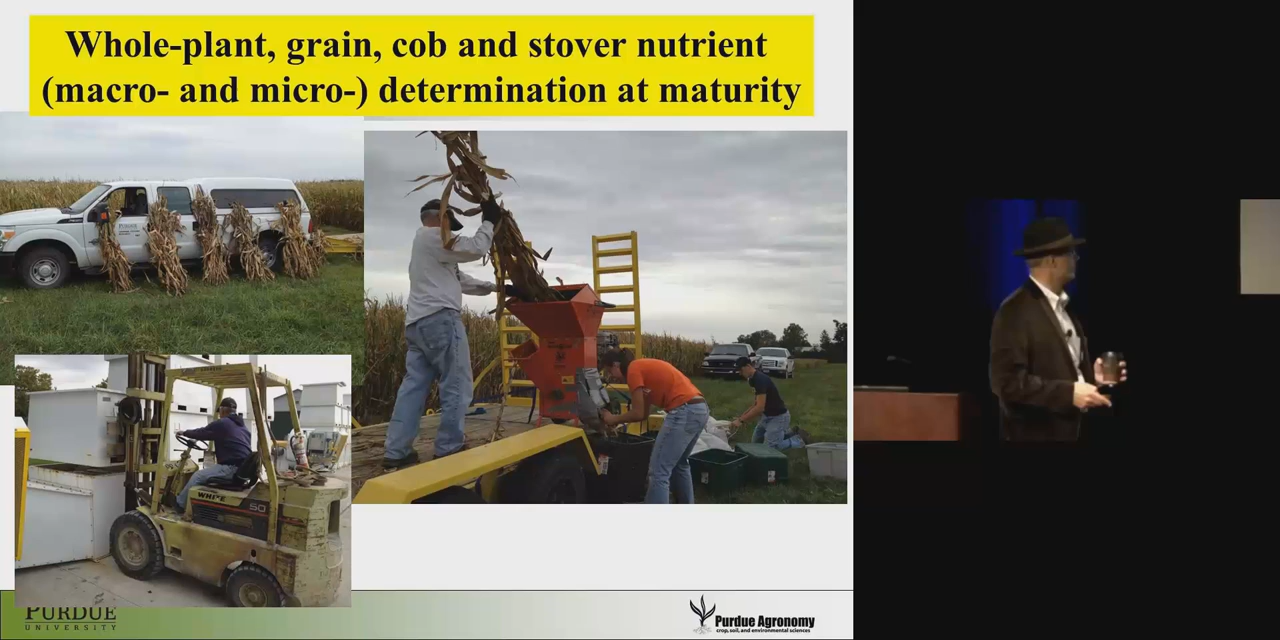 Whole-plant, grain, cob and stover nutrient
(macro- and micro-) determination at maturity
PURDUE
WHITE
50
PURDUE
UNIVERSITY
Purdue Agronomy
crop, soil, and environmental sciences